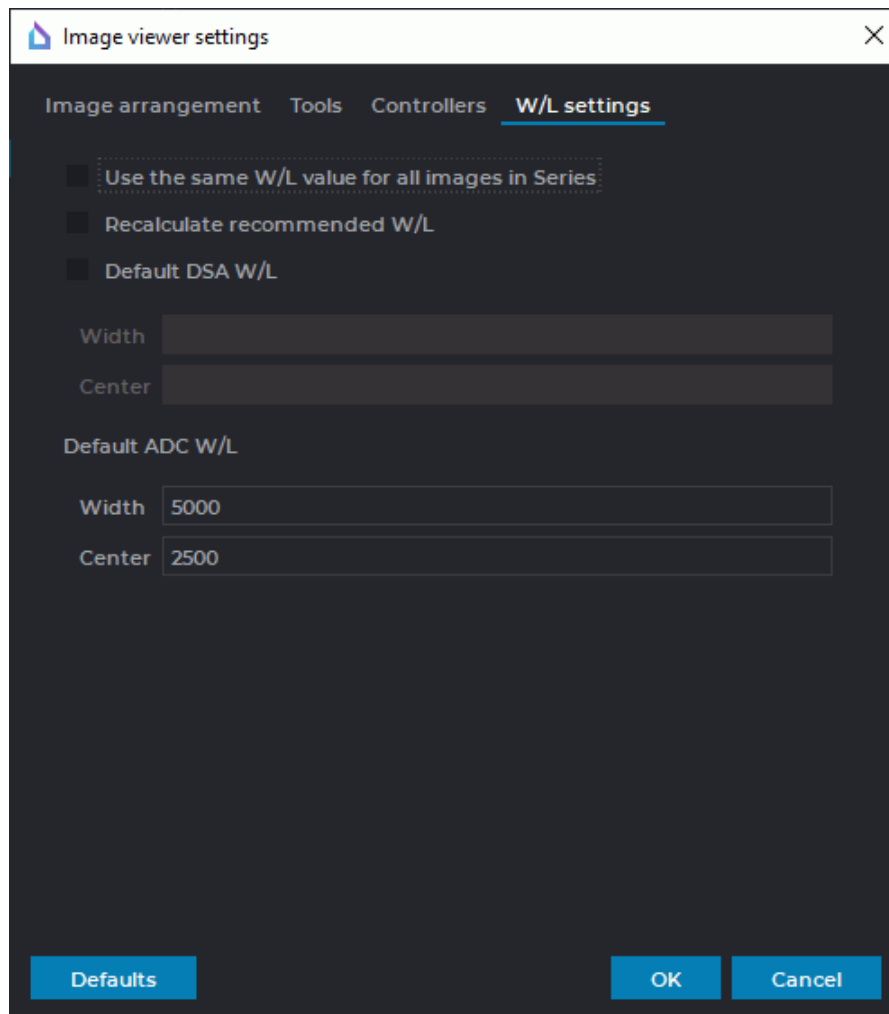 Image viewer settings
Image arrangement Tools Controllers W/L settings
Use the same W/L value for all images in Series
Recalculate recommended W/L
Default DSA W/L
Width
Center
Default ADC W/L
Width 5000
Center 2500
Defaults OK Cancel